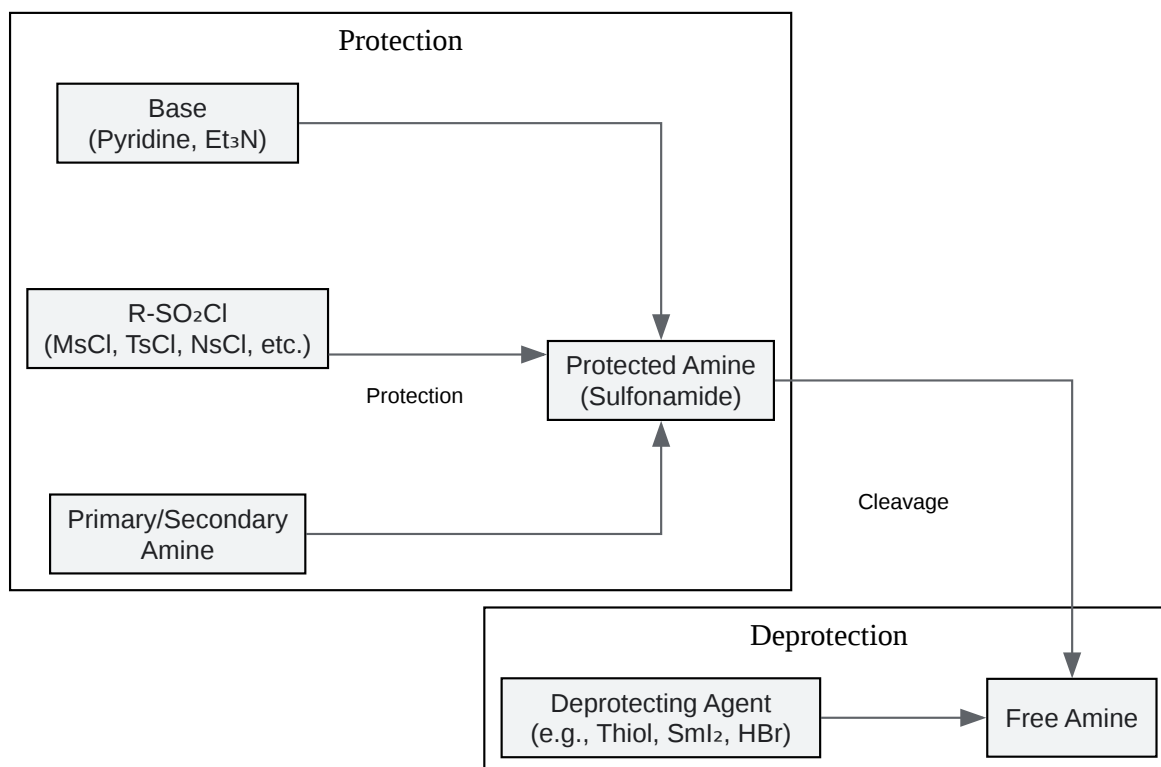 Protection
Base
(Pyridine, Et₃N)
R-SO₂Cl
(MsCl, TsCl, NsCl, etc.)
Protection
Protected Amine
(Sulfonamide)
Primary/Secondary
Amine
Cleavage
Deprotection
Deprotecting Agent
(e.g., Thiol, SmI₂, HBr)
Free Amine